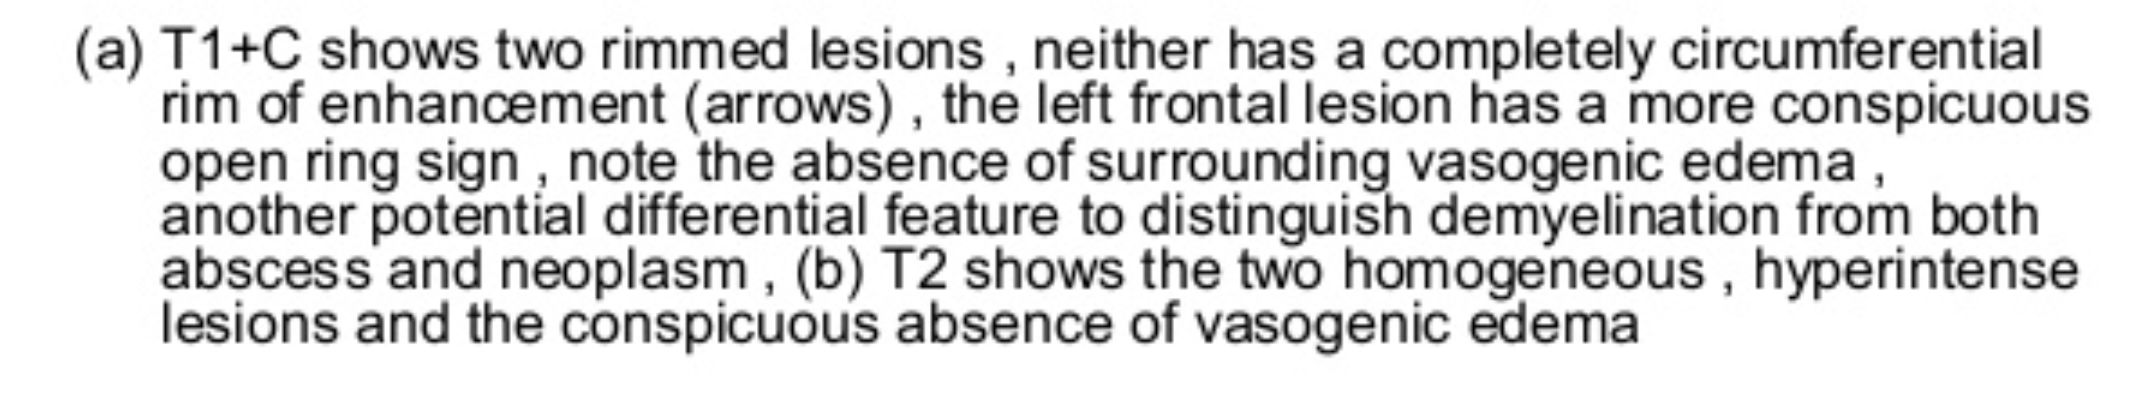 (a) T1+C shows two rimmed lesions , neither has a completely circumferential
rim of enhancement (arrows) , the left frontal lesion has a more conspicuous
open ring sign , note the absence of surrounding vasogenic edema ,
another potential differential feature to distinguish demyelination from both
abscess and neoplasm , (b) T2 shows the two homogeneous , hyperintense
lesions and the conspicuous absence of vasogenic edema